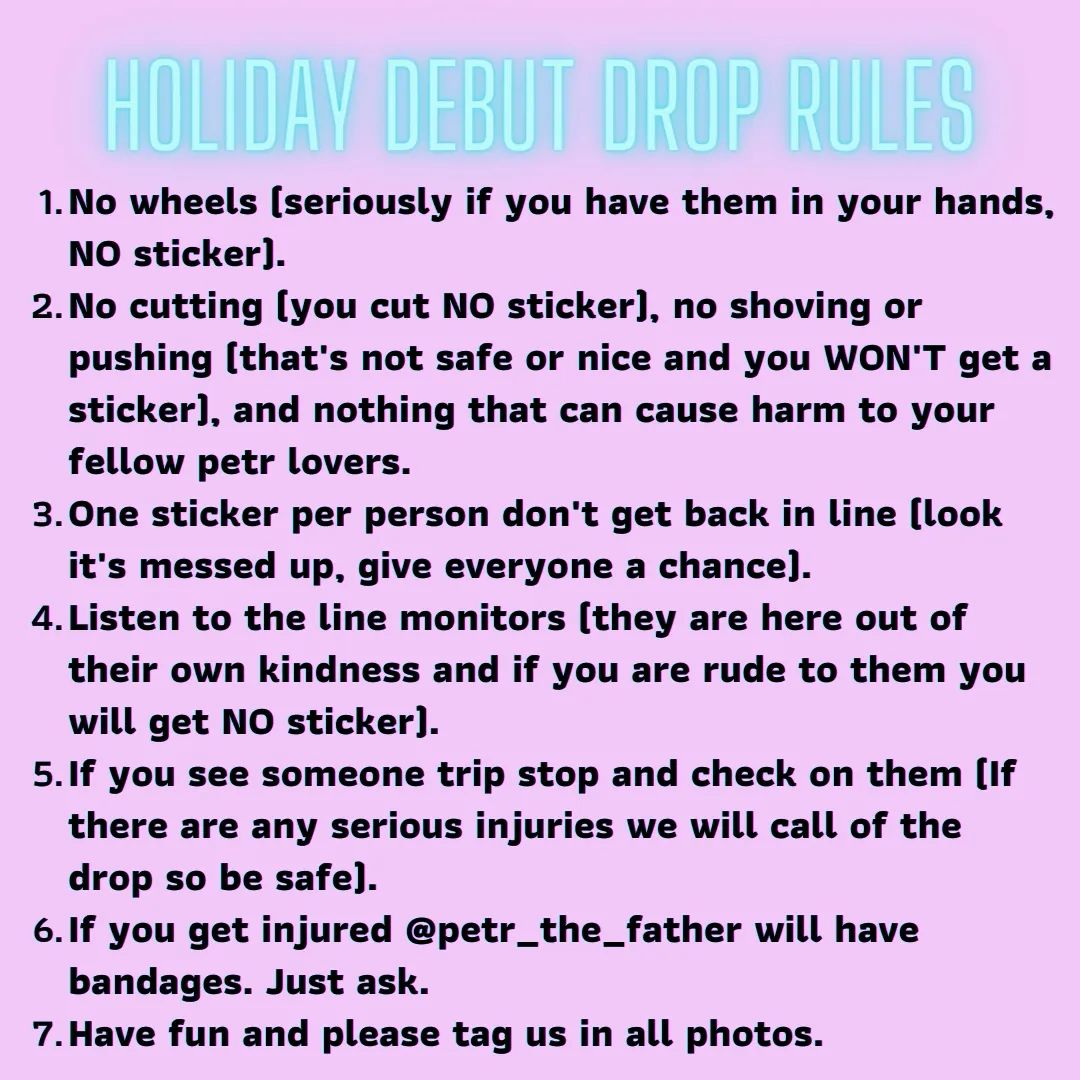 HOLIDAY DEBUT DROP RULES
1. No wheels (seriously if you have them in your hands,
NO sticker).
2. No cutting (you cut NO sticker), no shoving or
pushing (that's not safe or nice and you WON'T get a
sticker), and nothing that can cause harm to your
fellow petr lovers.
3. One sticker per person don't get back in line (look
it's messed up, give everyone a chance).
4. Listen to the line monitors (they are here out of
their own kindness and if you are rude to them you
will get NO sticker).
5. If you see someone trip stop and check on them (If
there are any serious injuries we will call of the
drop so be safe).
6. If you get injured @petr_the_father will have
bandages. Just ask.
7. Have fun and please tag us in all photos.